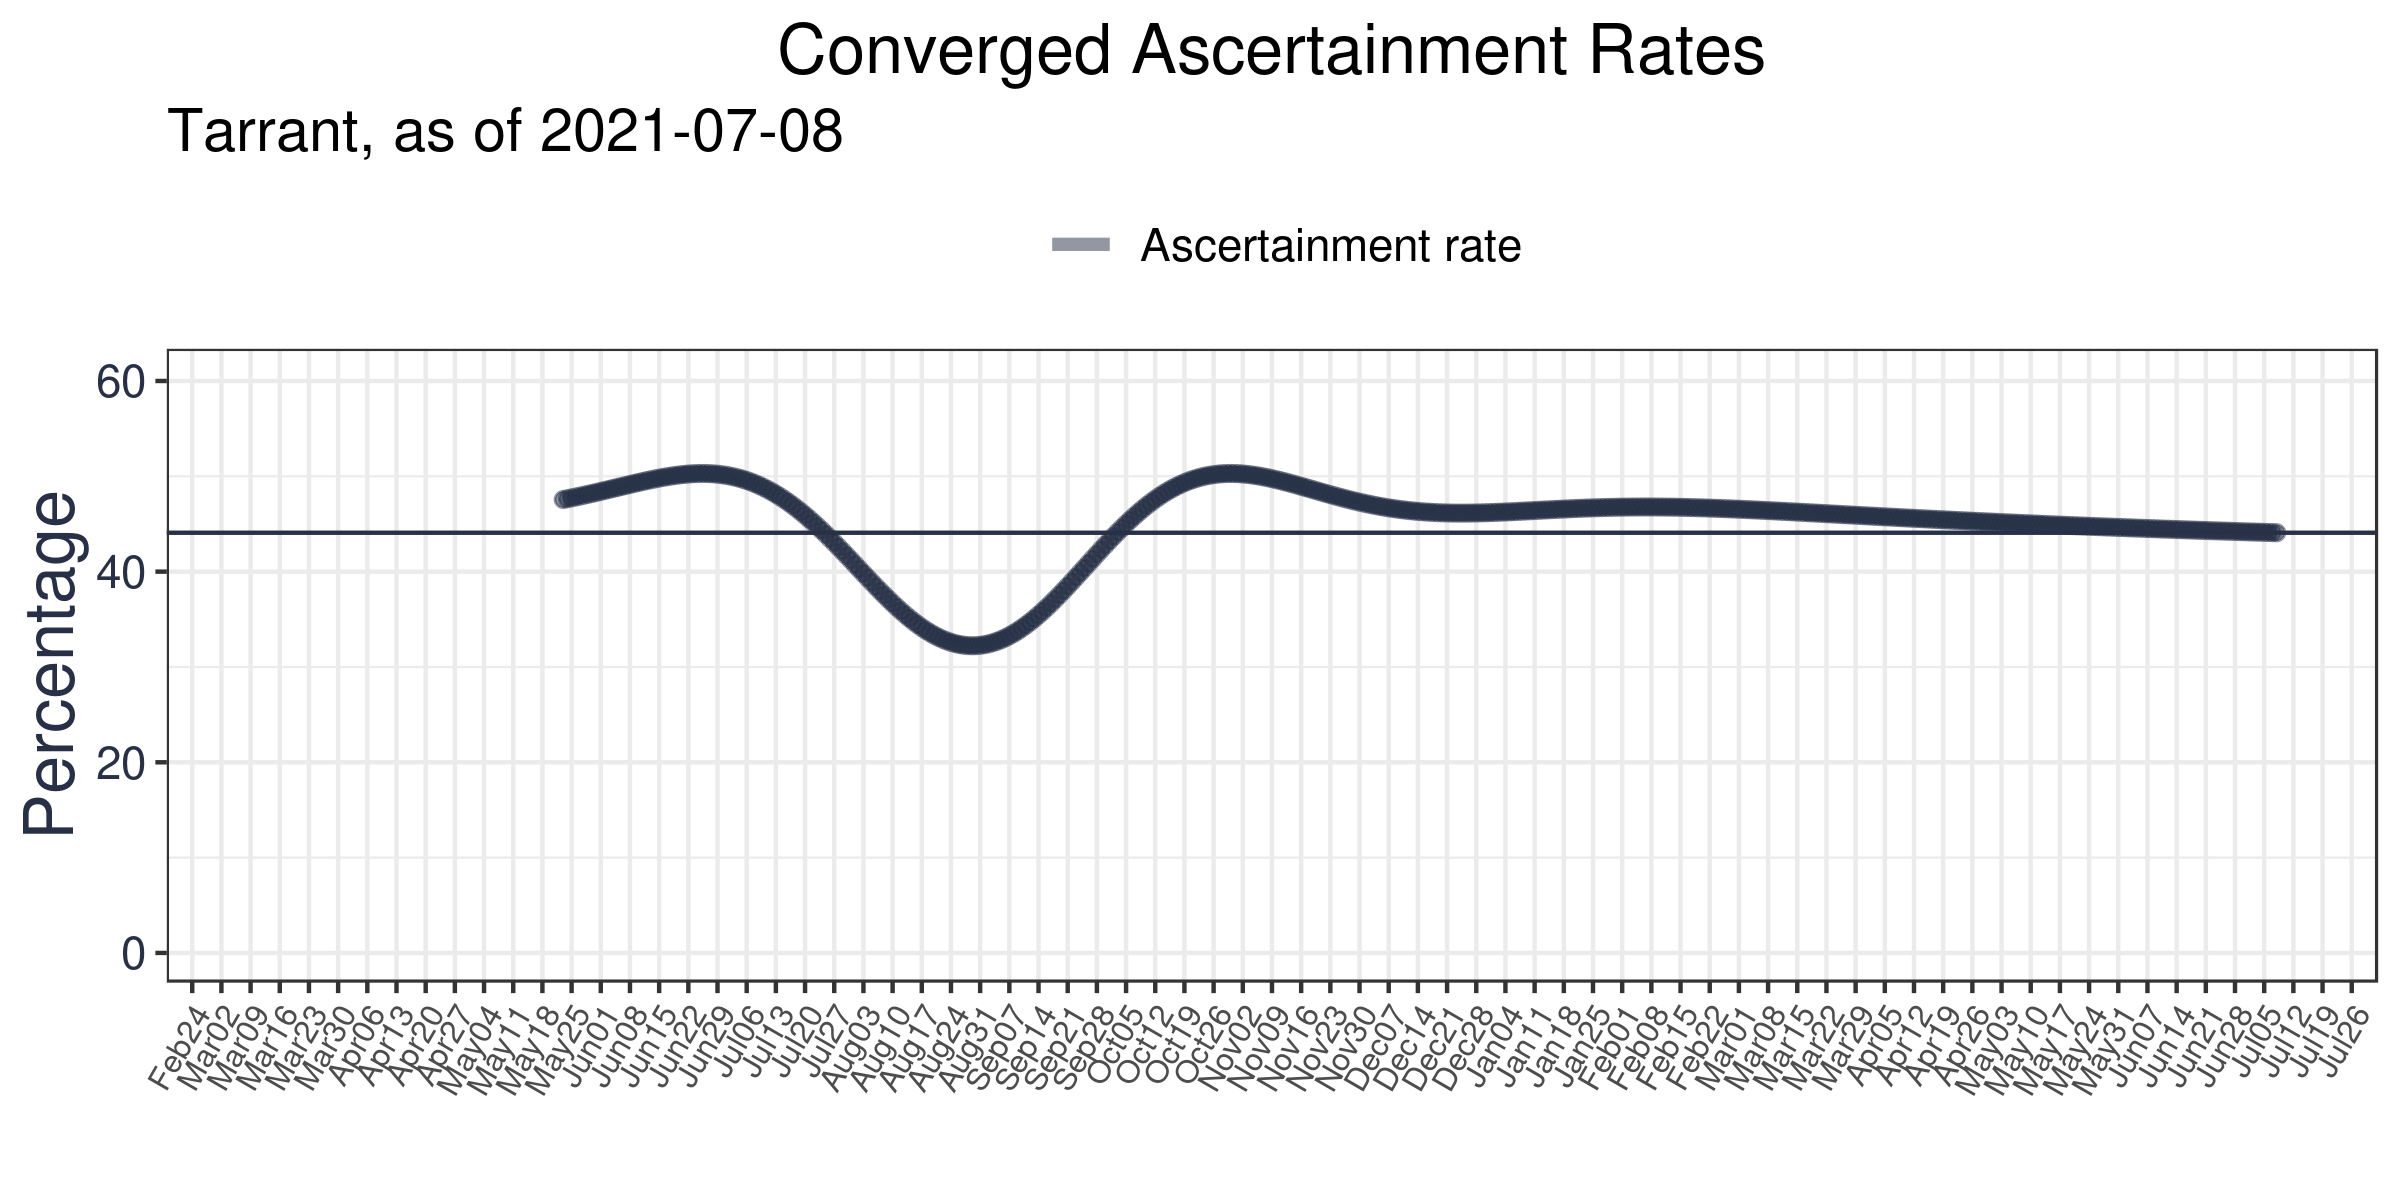 Converged Ascertainment Rates
Tarrant, as of 2021-07-08
Ascertainment rate
Percentage
60
40
20
0
Feb24
Mar02
Mar09
Mar16
Mar23
Mar30
Apr06
Apr13
Apr20
Apr27
May04
May11
May18
May25
Jun01
Jun08
Jun15
Jun22
Jun29
Jul06
Jul13
Jul20
Jul27
Aug03
Aug10
Aug17
Aug24
Aug31
Sep07
Sep14
Sep21
Sep28
Oct05
Oct12
Oct19
Oct26
Nov02
Nov09
Nov16
Nov23
Nov30
Dec07
Dec14
Dec21
Dec28
Jan04
Jan11
Jan18
Jan25
Feb01
Feb08
Feb15
Feb22
Mar01
Mar08
Mar15
Mar22
Mar29
Apr05
Apr12
Apr19
Apr26
May03
May10
May17
May24
May31
Jun07
Jun14
Jun21
Jun28
Jul05
Jul12
Jul19
Jul26